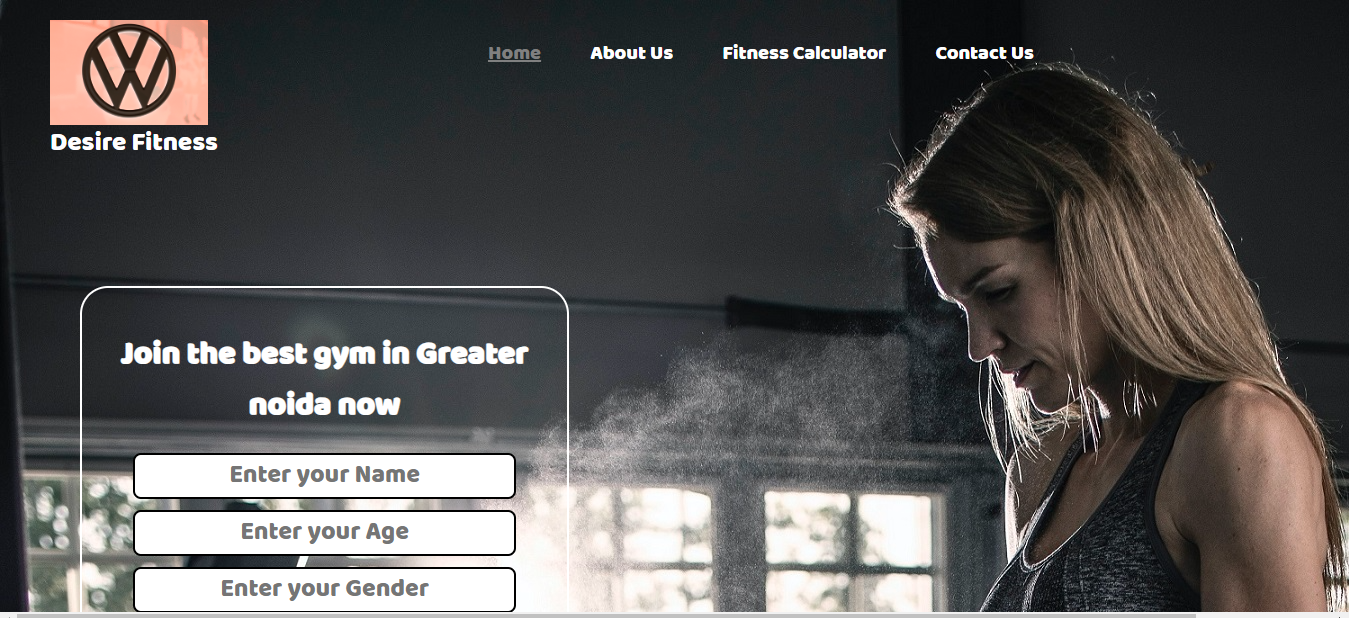 Home About Us Fitness Calculator Contact Us
Desire Fitness
Join the best gym in Greater
noida now
Enter your Name
Enter your Age
Enter your Gender